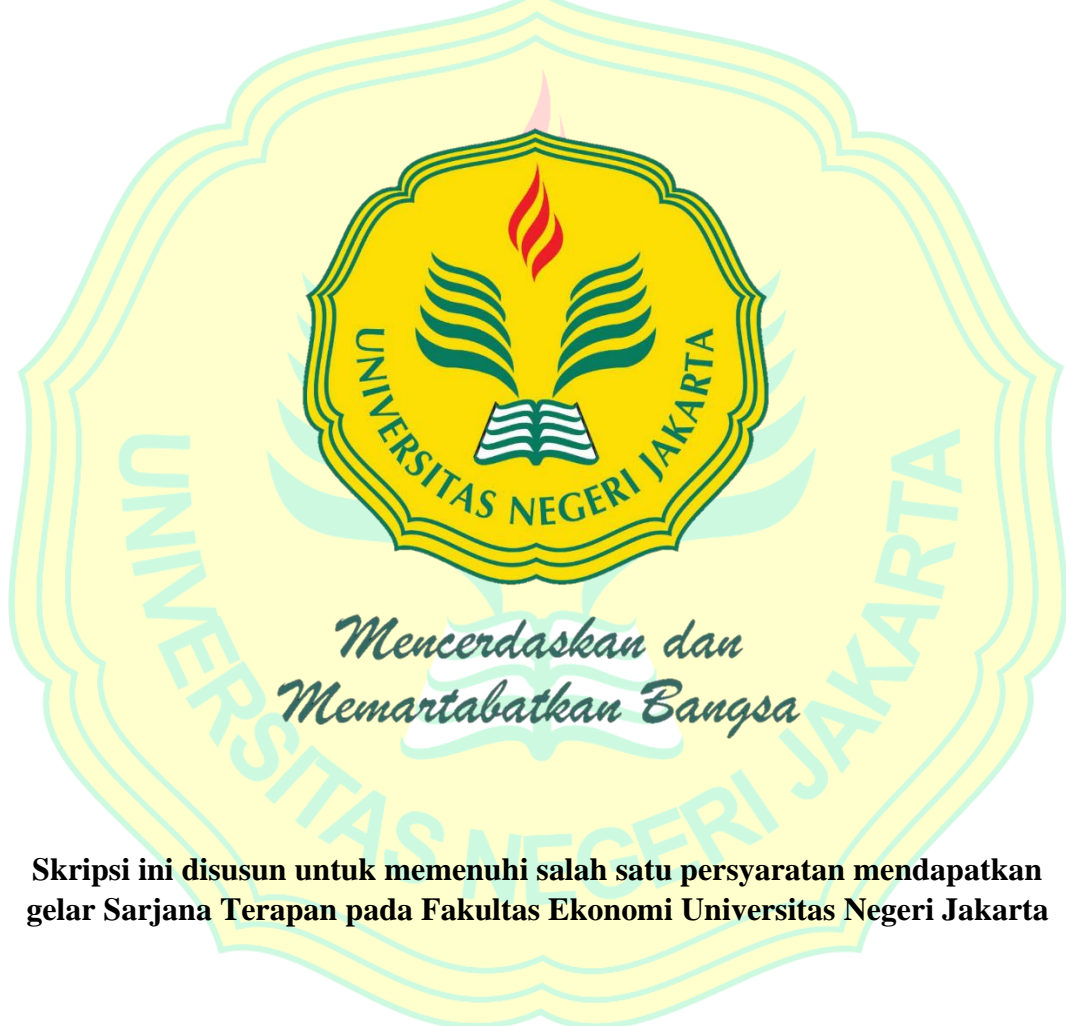 UNIVERSITAS NEGERI JAKARTA
Mencerdaskan dan
Memartabatkan Bangsa
UNIVERSITAS NEGERI JAKARTA
Skripsi ini disusun untuk memenuhi salah satu persyaratan mendapatkan
gelar Sarjana Terapan pada Fakultas Ekonomi Universitas Negeri Jakarta